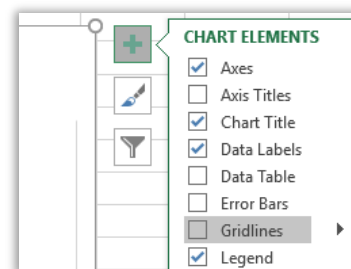 CHART ELEMENTS
Axes
Axis Titles
Chart Title
Data Labels
Data Table
Error Bars
Gridlines
Legend